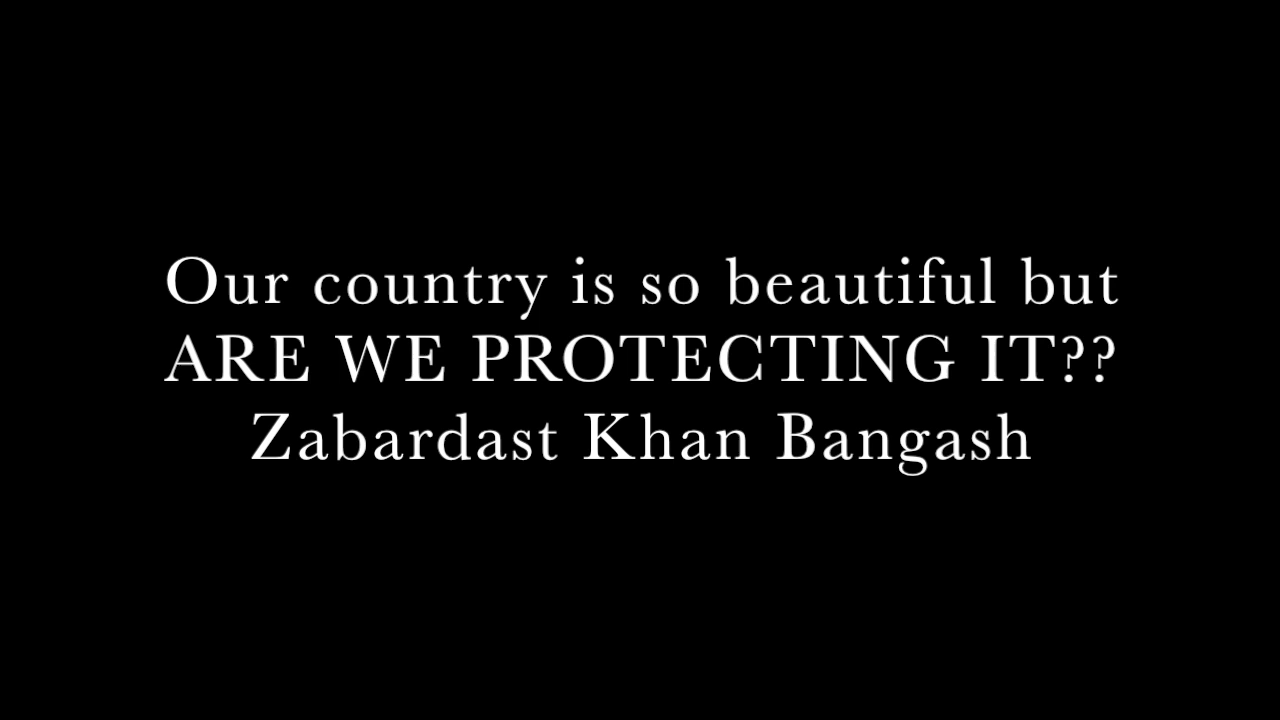 Our country is so beautiful but
ARE WE PROTECTING IT??
Zabardast Khan Bangash